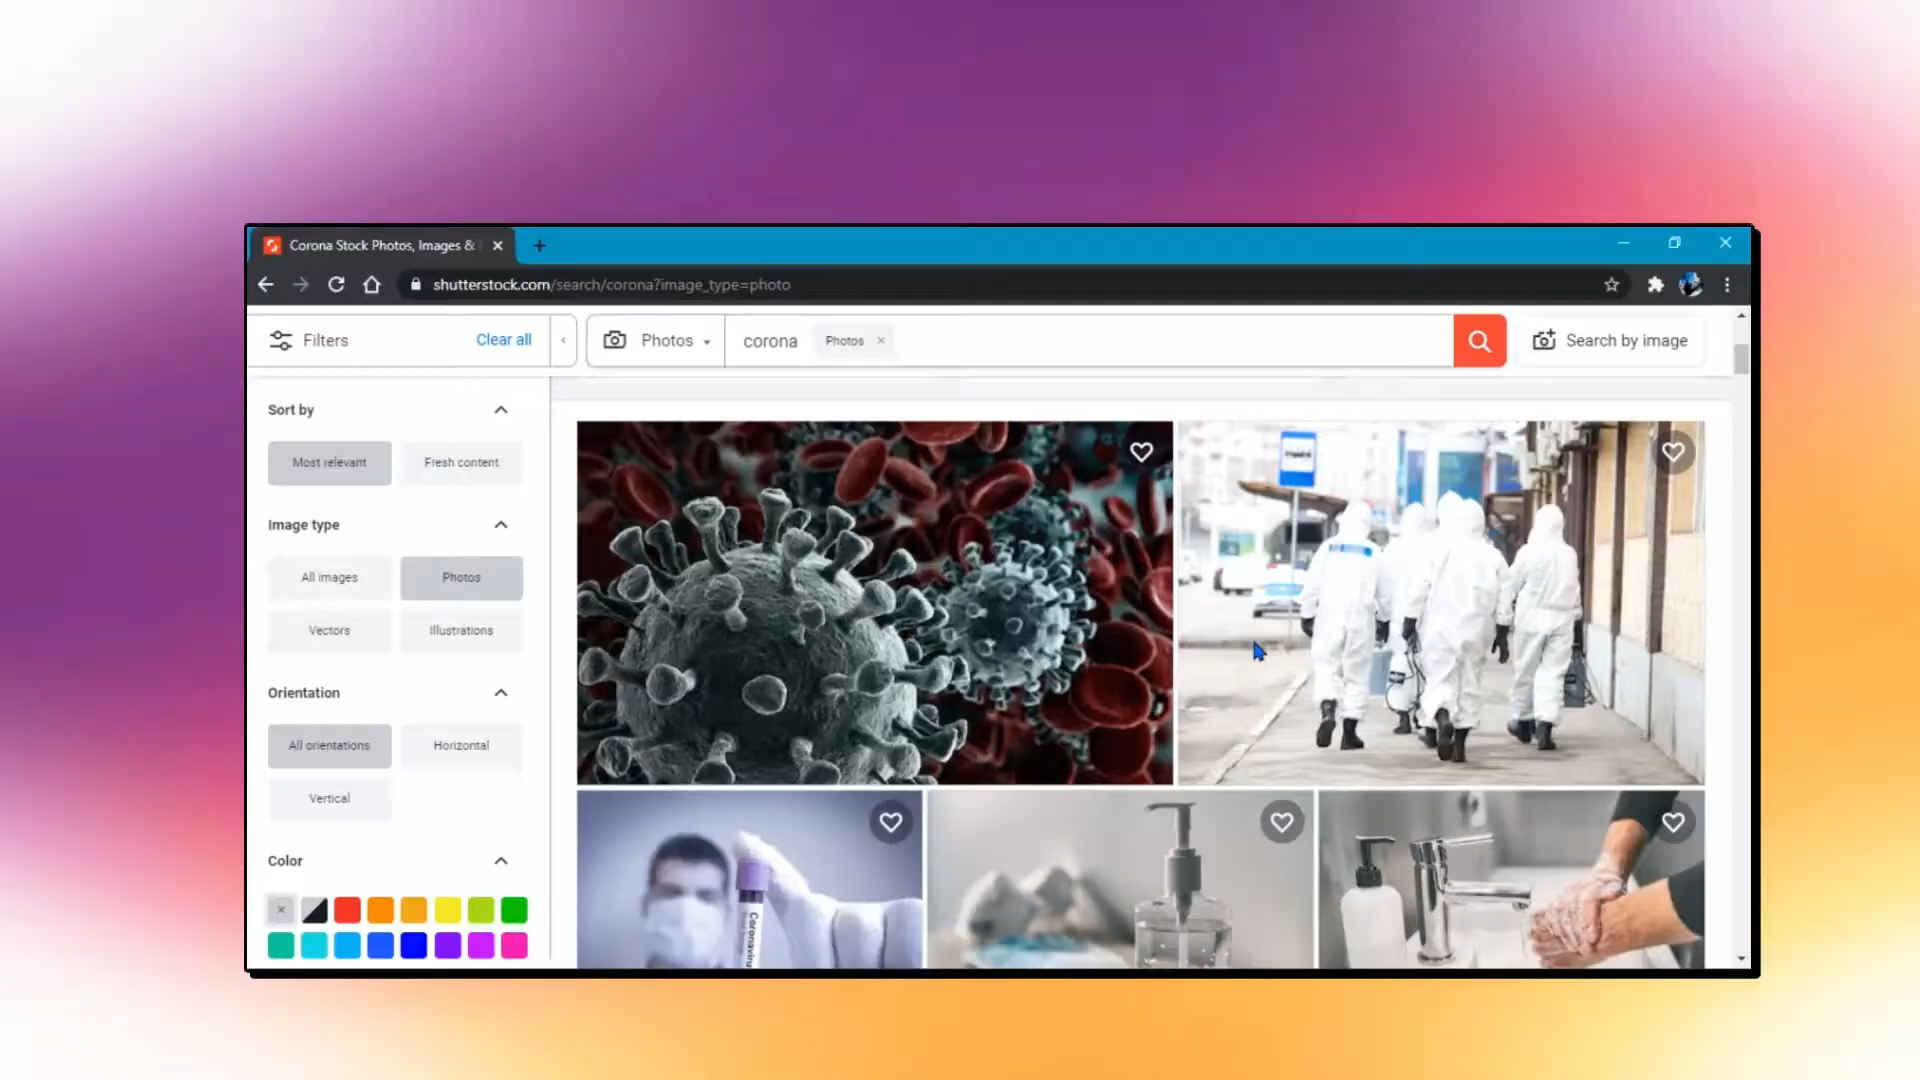 Corona Stock Photos, Images &
shutterstock.com/search/corona?image_type=photo
Filters
Clear all
Photos
corona
Photos
Search by image
Sort by
Most relevant
Fresh content
Image type
All images
Photos
Vectors
Illustrations
Orientation
All orientations
Horizontal
Vertical
Color